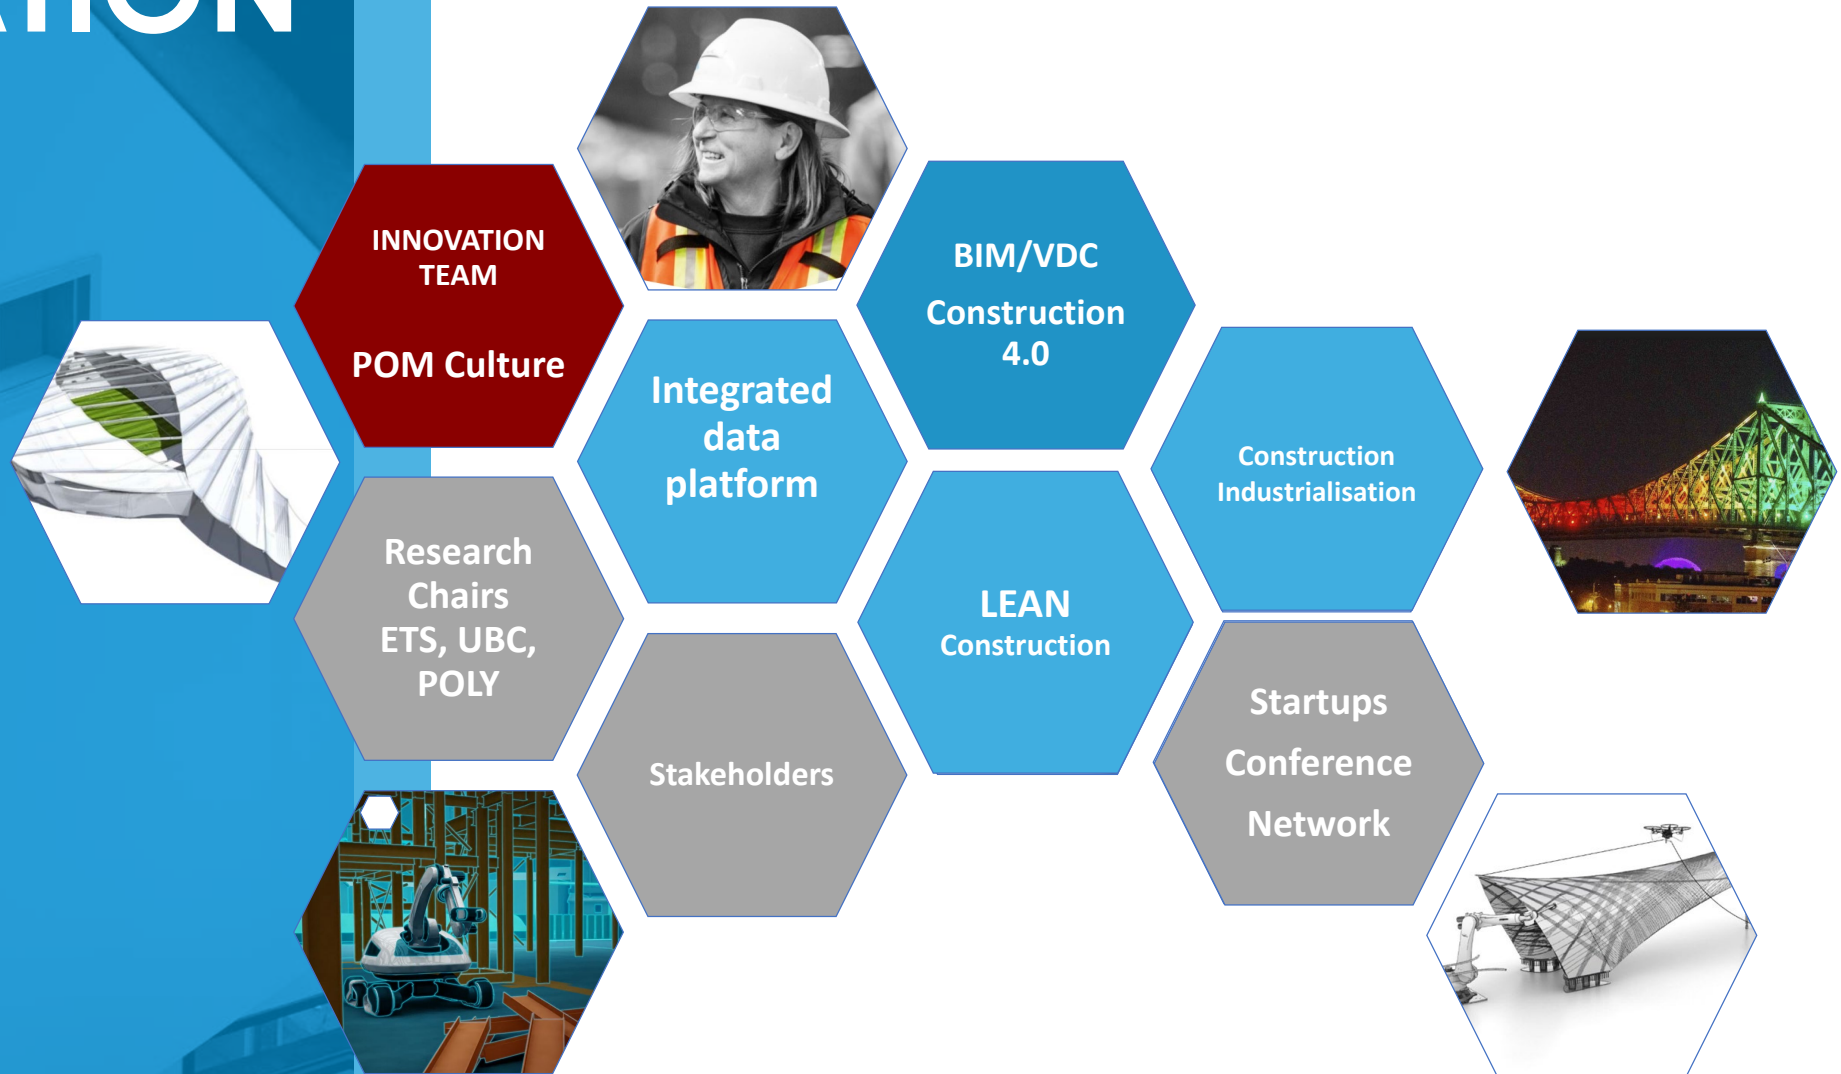 INNOVATION
TEAM
POM Culture
BIM/VDC
Construction
4.0
Integrated
data
platform
Construction
Industrialisation
Research
Chairs
ETS, UBC,
POLY
LEAN
Construction
Stakeholders
Startups
Conference
Network